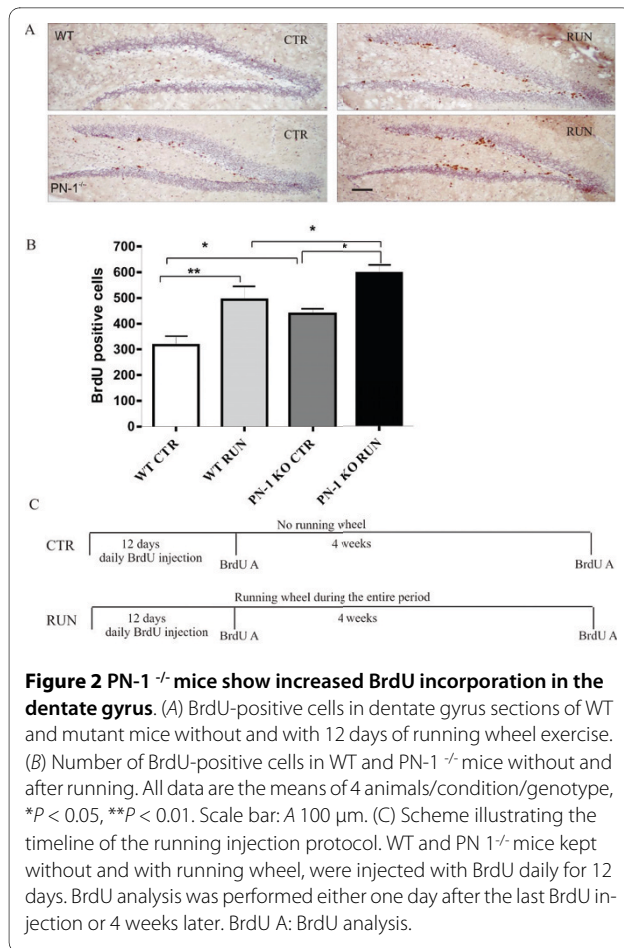 A
WT
CTR
RUN
CTR
RUN
PN-1-/-
B
BrdU positive cells
700
600
500
400
300
200
100
0
*
**
*
*
WT CTR
WT RUN
PN-1 KO CTR
PN-1 KO RUN
C
No running wheel
CTR
12 days
4 weeks
daily BrdU injection
BrdU A
BrdU A
Running wheel during the entire period
RUN
12 days
4 weeks
daily BrdU injection
BrdU A
BrdU A
Figure 2 PN-1 -/- mice show increased BrdU incorporation in the
dentate gyrus. (A) BrdU-positive cells in dentate gyrus sections of WT
and mutant mice without and with 12 days of running wheel exercise.
(B) Number of BrdU-positive cells in WT and PN-1 -/- mice without and
after running. All data are the means of 4 animals/condition/genotype,
*P < 0.05, **P < 0.01. Scale bar: A 100 μm. (C) Scheme illustrating the
timeline of the running injection protocol. WT and PN 1-/- mice kept
without and with running wheel, were injected with BrdU daily for 12
days. BrdU analysis was performed either one day after the last BrdU in-
jection or 4 weeks later. BrdU A: BrdU analysis.